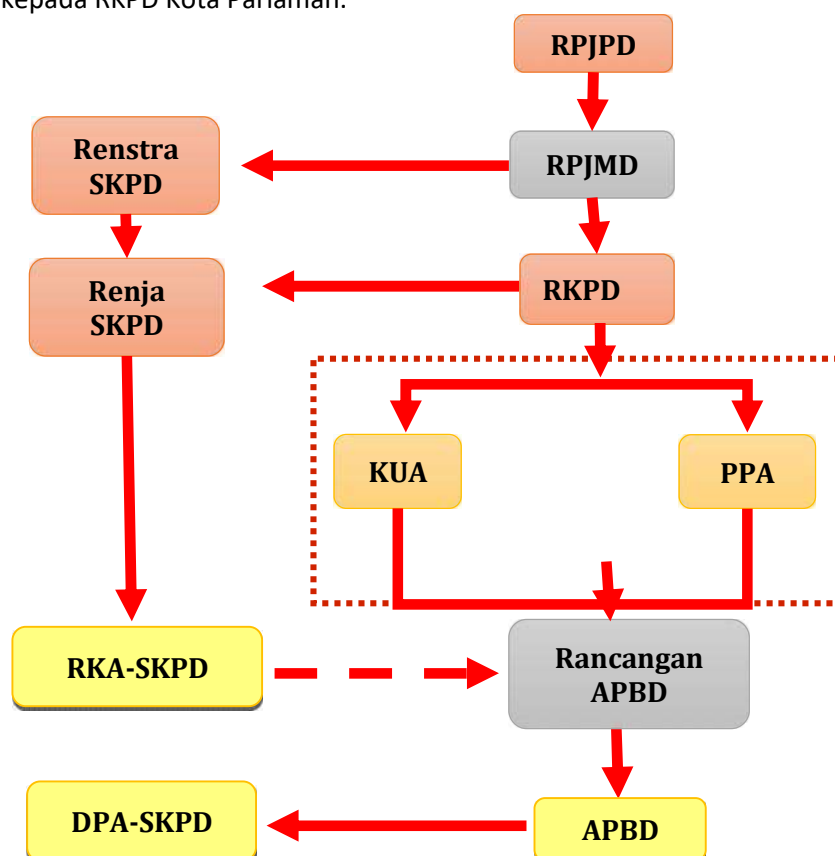 kepada RKPD Kota Pariaman.
RPJPD
Renstra
SKPD
RPJMD
Renja
SKPD
RKPD
KUA
PPA
RKA-SKPD
Rancangan
APBD
DPA-SKPD
APBD